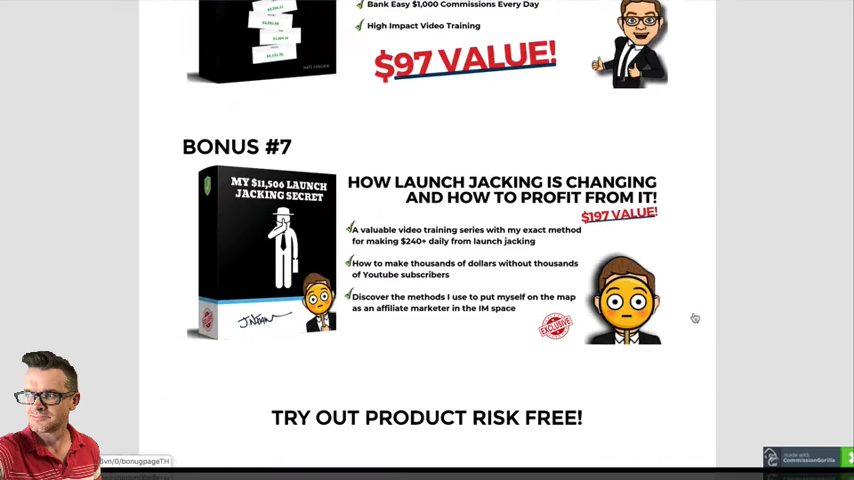 Bank Easy $1,000 Commissions Every Day
High Impact Video Training
$97 VALUE!
BONUS #7
MY $11,506 LAUNCH
JACKING SECRET
HOW LAUNCH JACKING IS CHANGING
AND HOW TO PROFIT FROM IT!
$197 VALUE!
A valuable video training series with my exact method
for making $240+ daily from launch jacking
How to make thousands of dollars without thousands
of Youtube subscribers
Discover the methods I use to put myself on the map
as an affiliate marketer in the IM space
EXCLUSIVE
TRY OUT PRODUCT RISK FREE!
made with
CommissionGorilla
vn/0/bonugpageTH